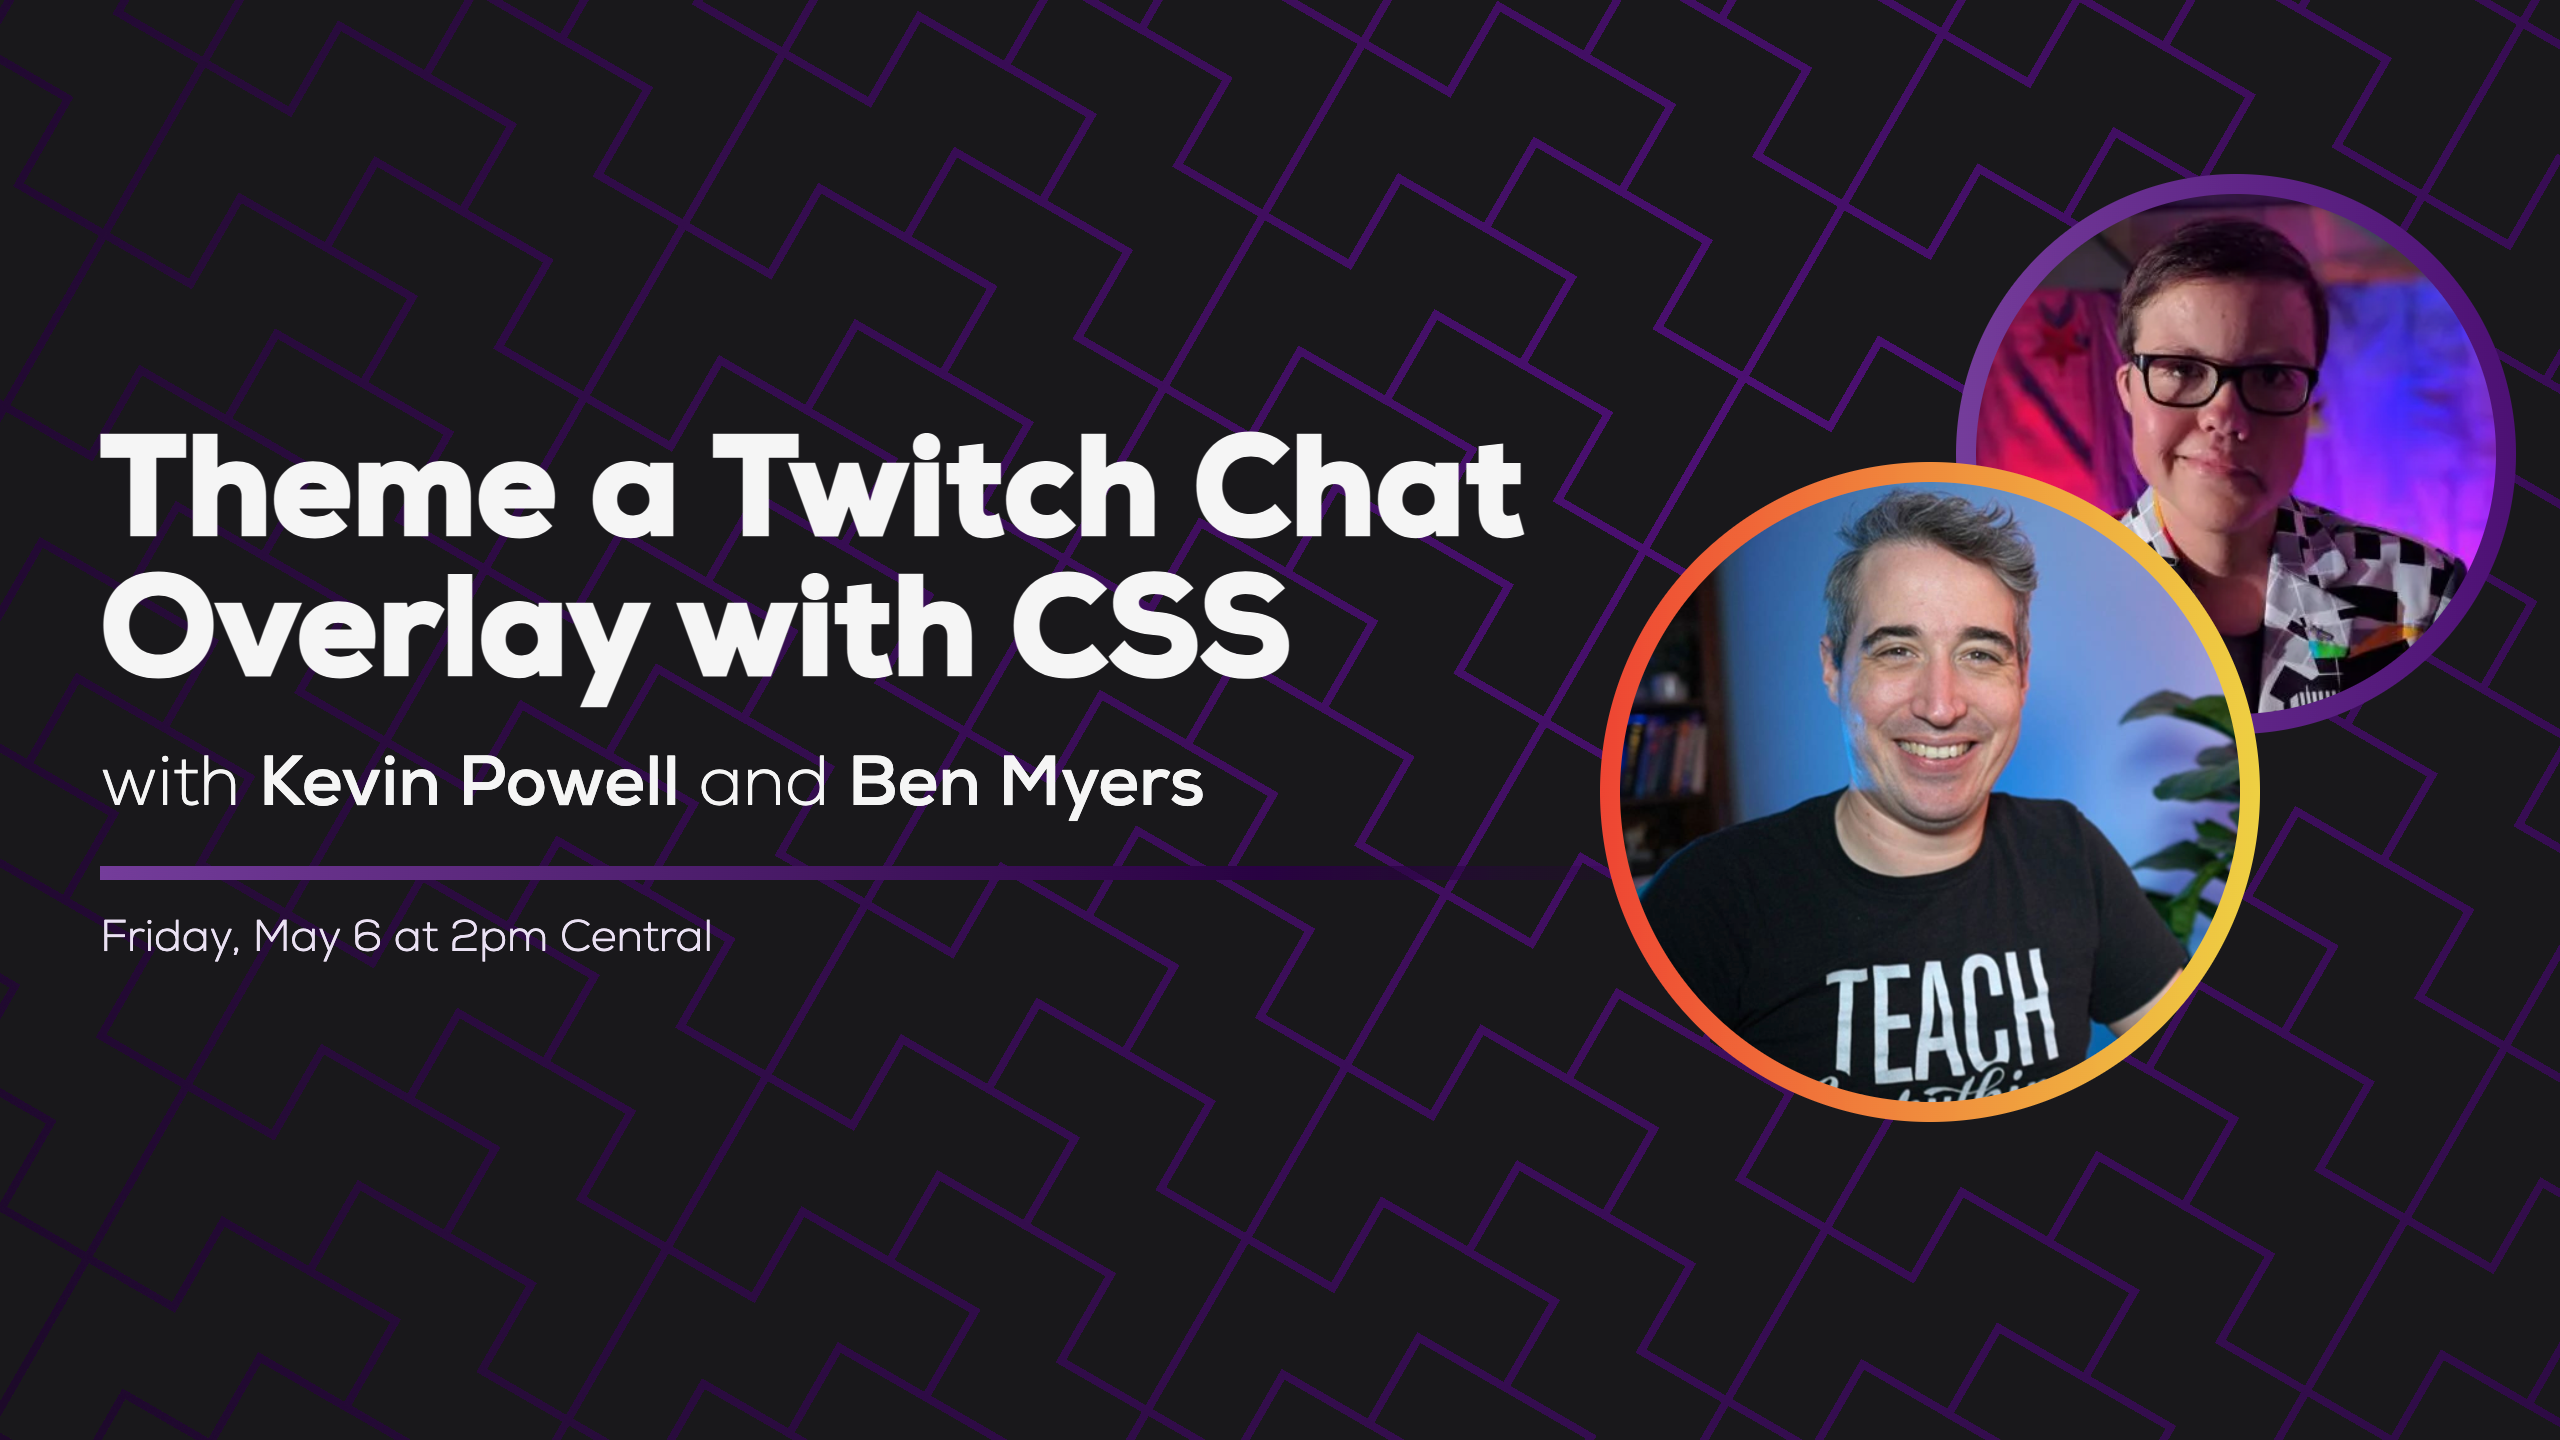 Theme a Twitch Chat
Overlay with CSS
with Kevin Powell and Ben Myers
Friday, May 6 at 2pm Central
TEACH